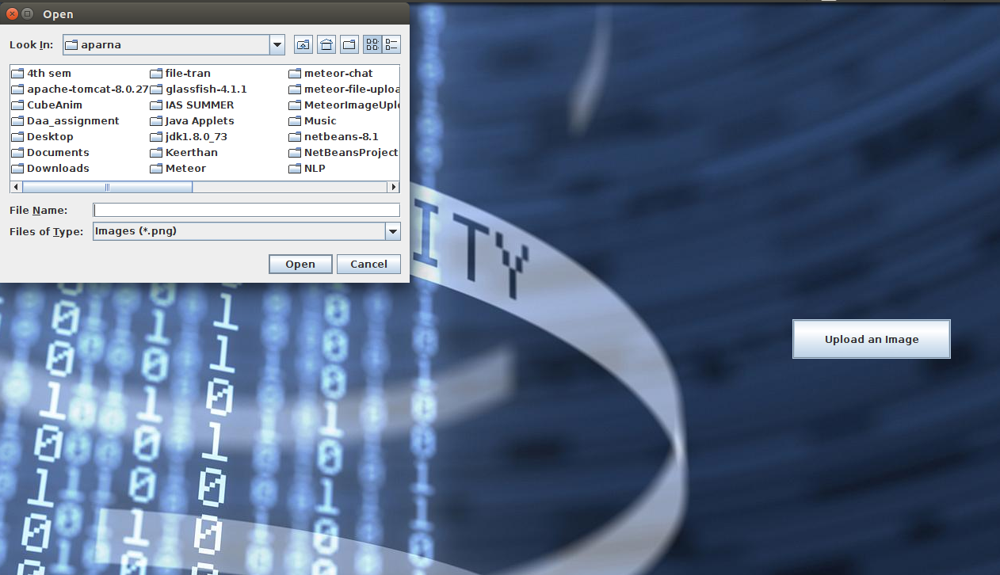 Open
Look In: aparna
4th sem file-tran meteor-chat
apache-tomcat-8.0.27 glassfish-4.1.1 meteor-file-uploa
CubeAnim IAS SUMMER MeteorImageUplo
Daa_assignment Java Applets Music
Desktop jdk1.8.0_73 netbeans-8.1
Documents Keerthan NetBeansProject
Downloads Meteor NLP
File Name:
Files of Type: Images (*.png)
Open Cancel
ITY
Upload an Image